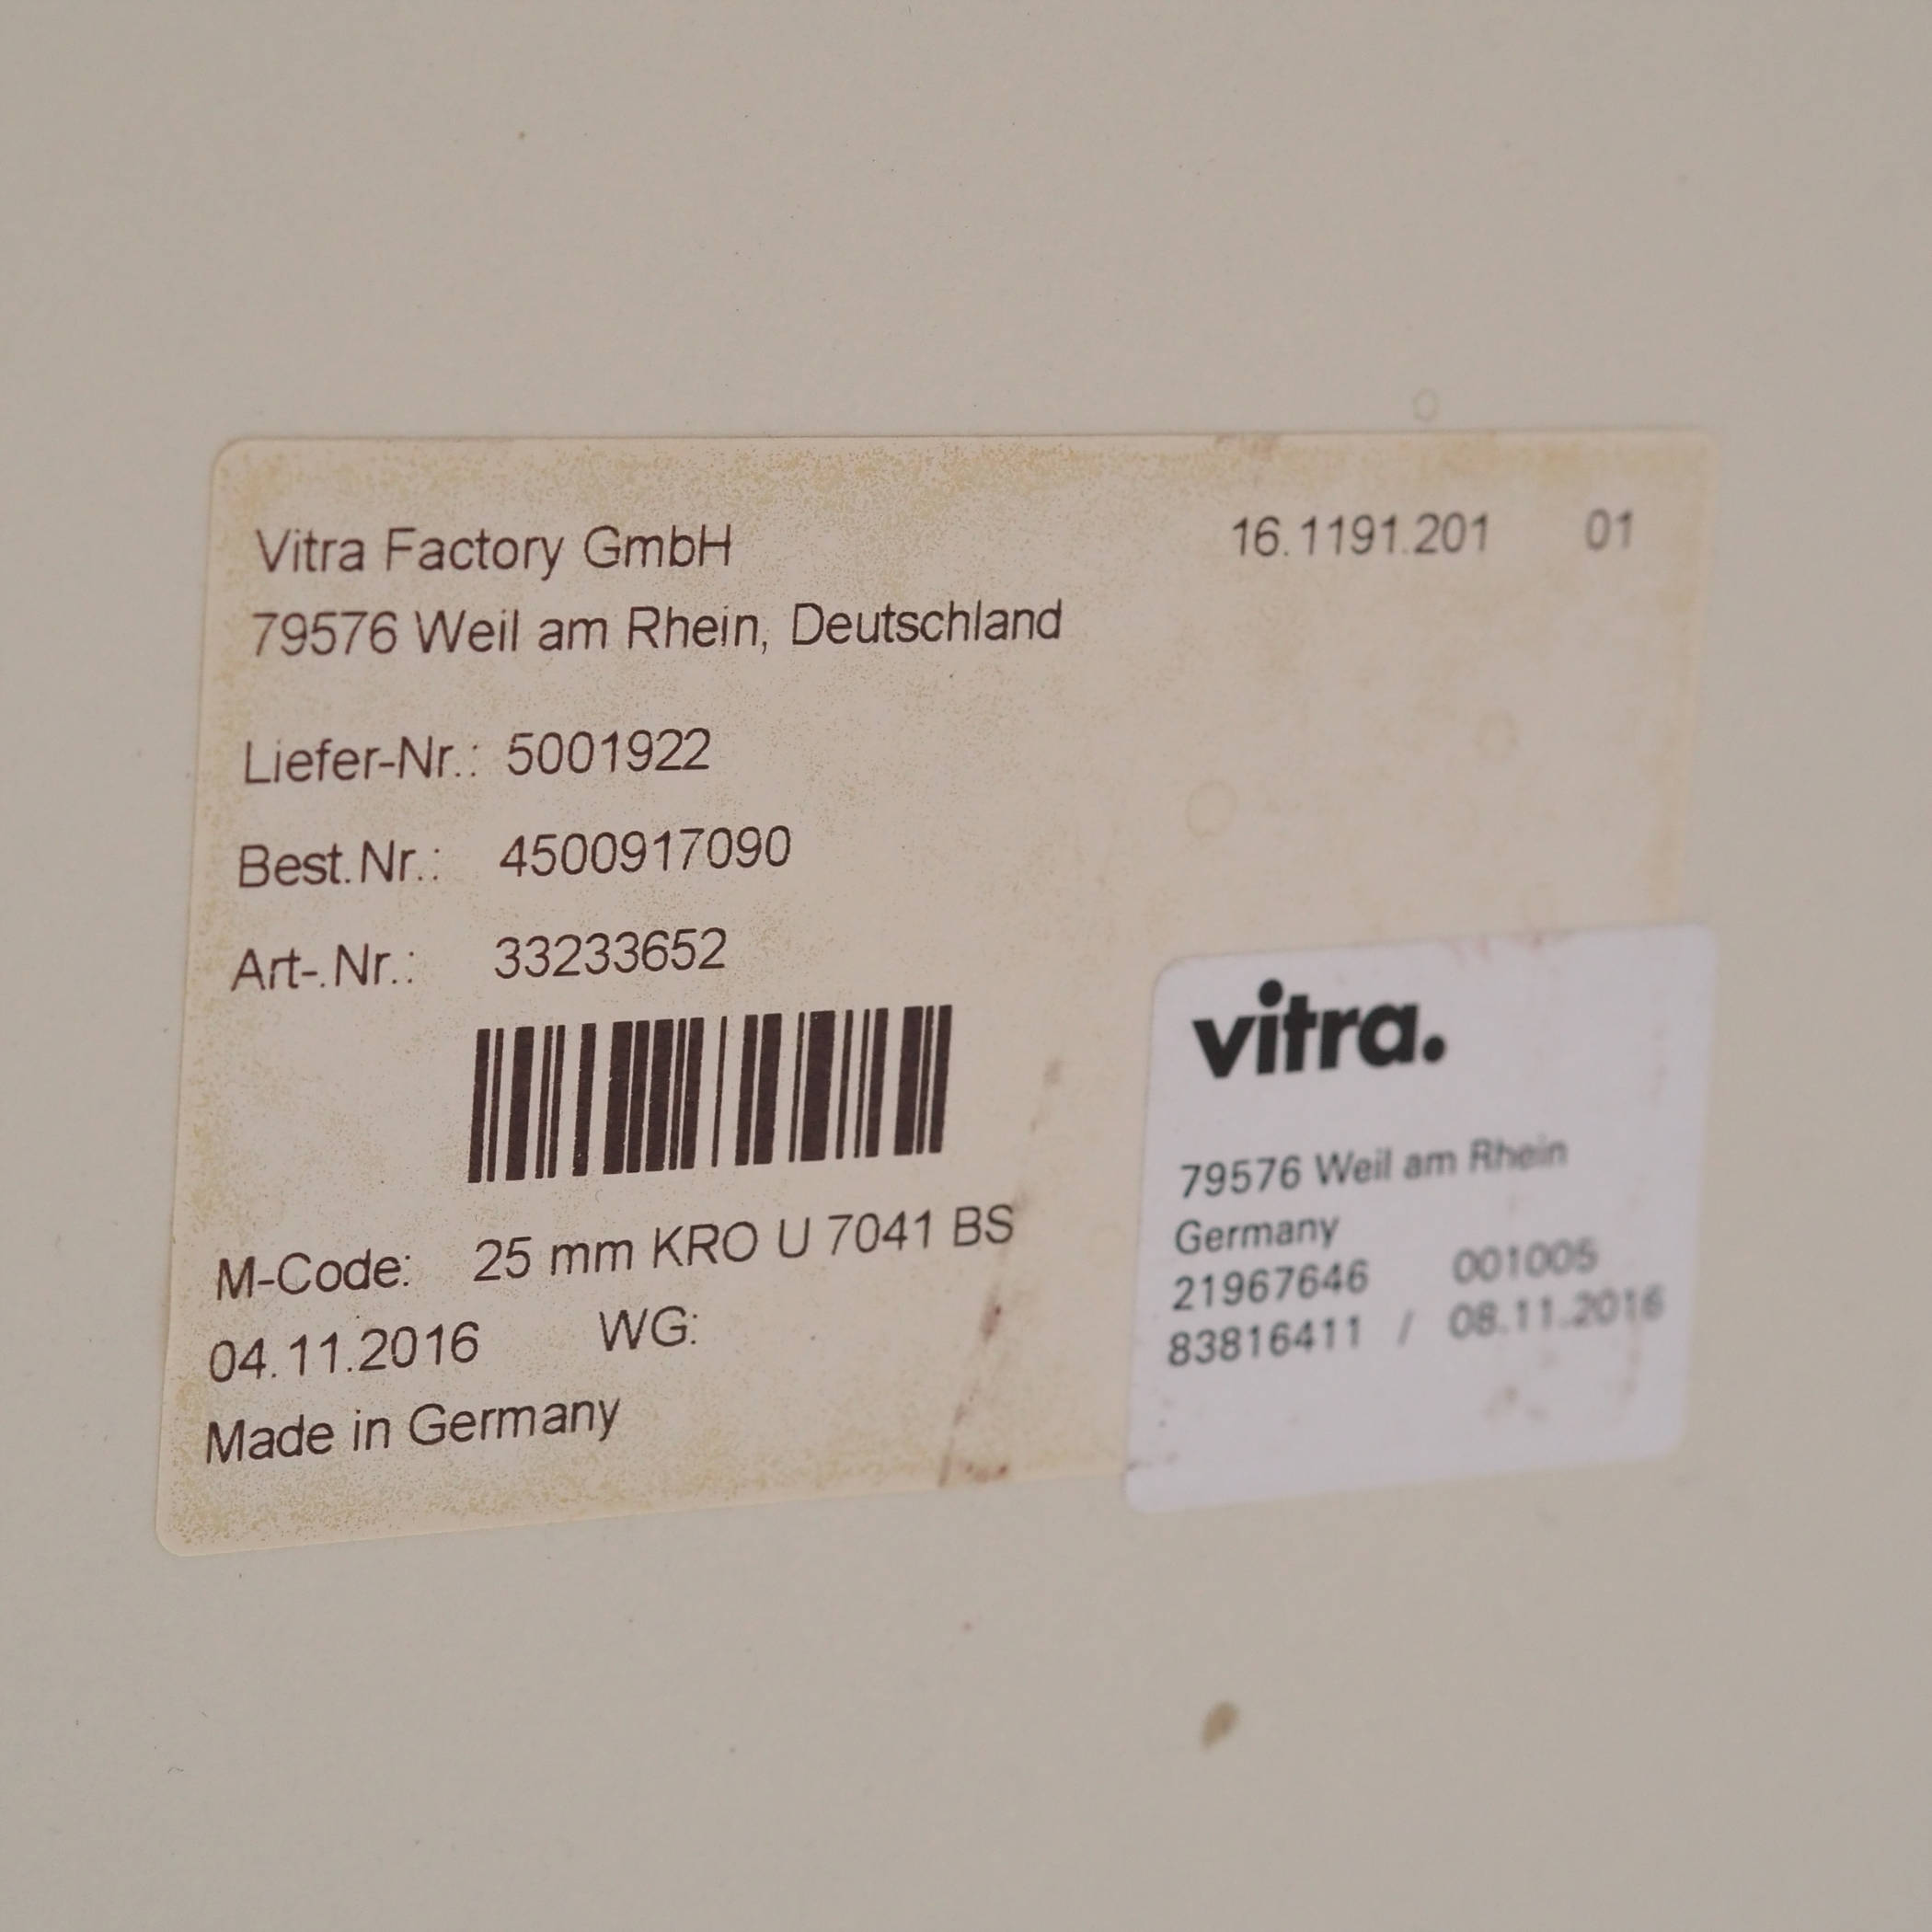 Vitra Factory GmbH 16.1191.201 01
79576 Weil am Rhein, Deutschland
Liefer-Nr.: 5001922
Best.Nr.: 4500917090
Art-.Nr.: 33233652
M-Code: 25 mm KRO U 7041 BS
04.11.2016 WG:
Made in Germany
vitra.
79576 Weil am Rhein
Germany
21967646 001005
83816411 / 08.11.2016